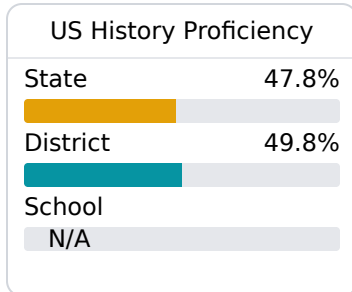 US History Proficiency
State 47.8%
District 49.8%
School
N/A